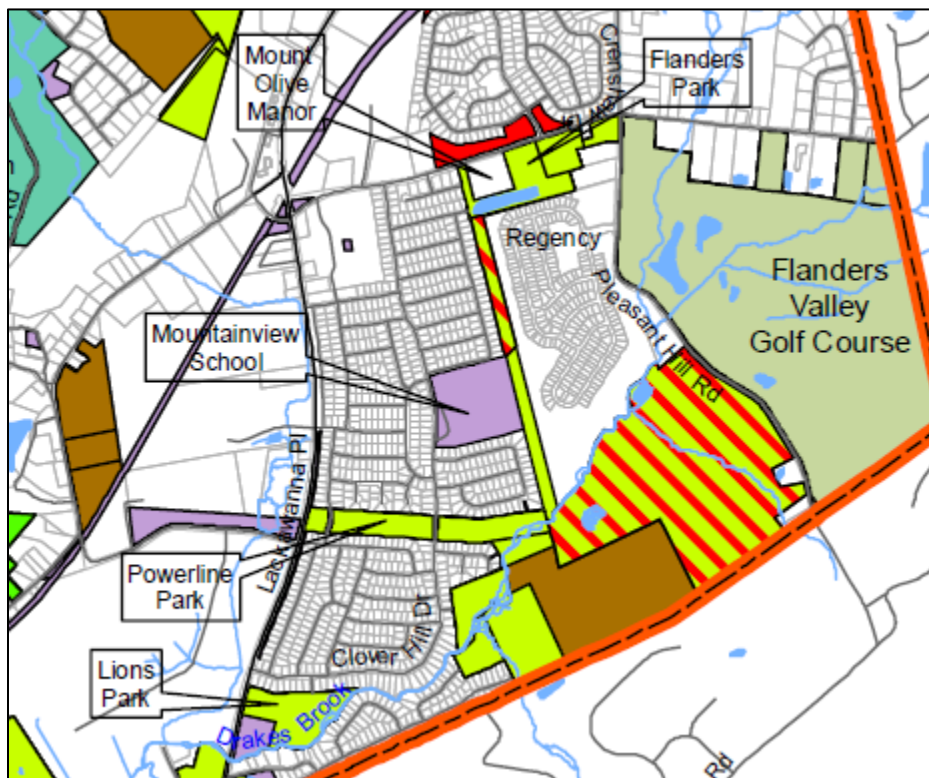 Mount
Olive
Manor
Flanders
Park
Regency
Pleasant Hill Rd
Flanders
Valley
Golf Course
Mountainview
School
Lackawanna Pl
Powerline
Park
Clover Hill Dr
Lions
Park
Drakes Brook
Rd